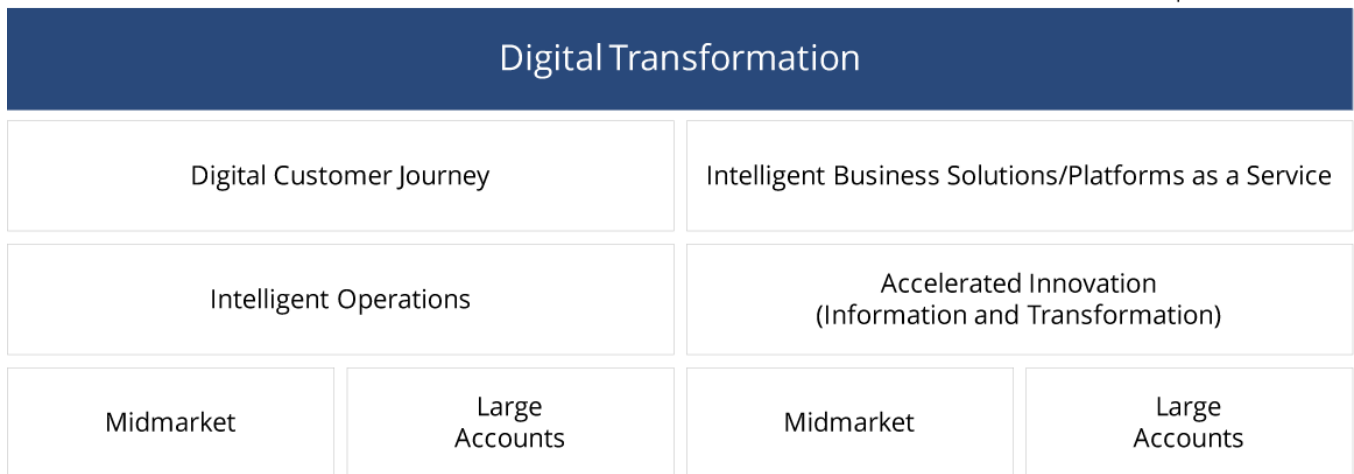 Digital Transformation
Digital Customer Journey
Intelligent Business Solutions/Platforms as a Service
Intelligent Operations
Accelerated Innovation
(Information and Transformation)
Midmarket
Large
Accounts
Midmarket
Large
Accounts